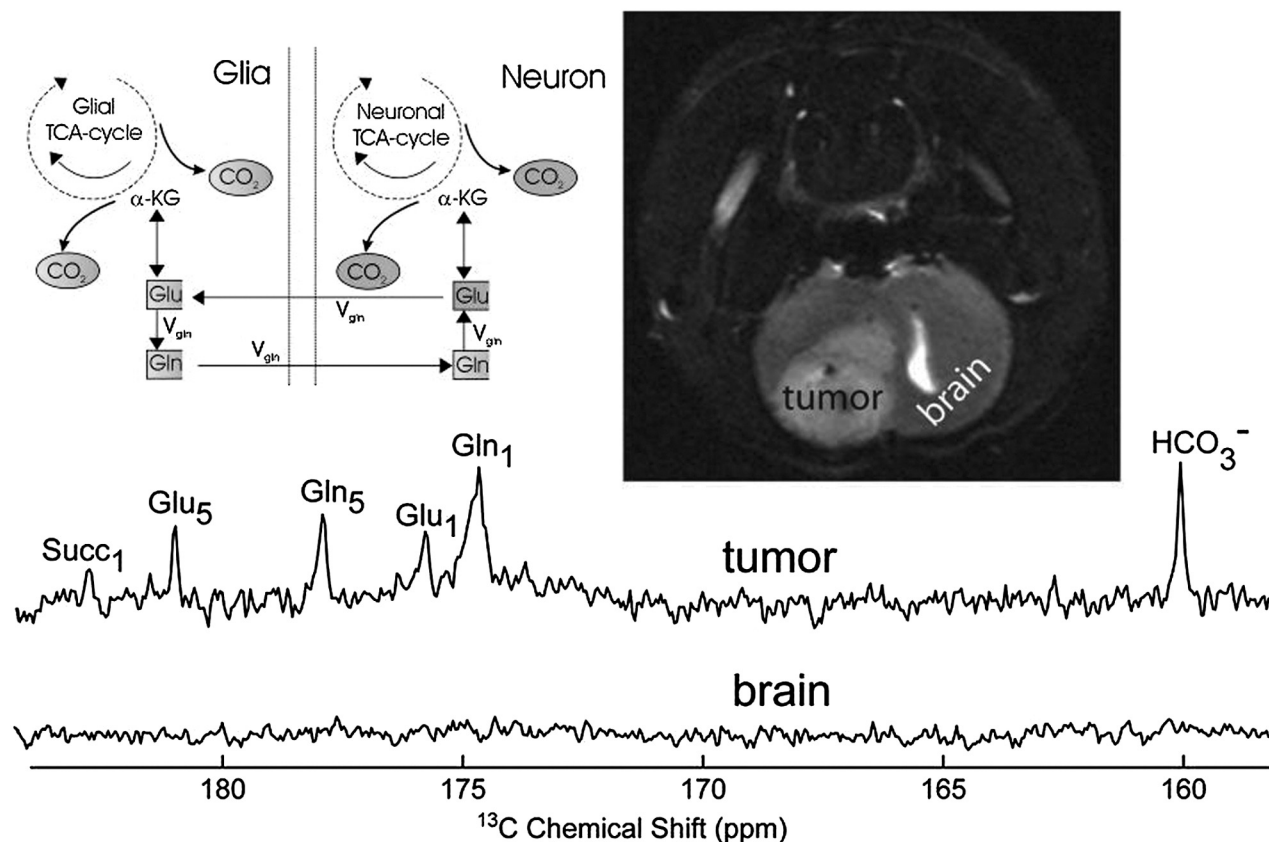 Glia
Neuron
Glial
TCA-cycle
Neuronal
TCA-cycle
CO2
CO2
α-KG
α-KG
CO2
CO2
Glu
Glu
Vgln
Vgln
Vgln
Gln
Vgln
Gln
tumor
brain
Succ1
Glu5
Gln5
Glu1
Gln1
HCO3−
tumor
brain
180
175
170
165
160
13C Chemical Shift (ppm)